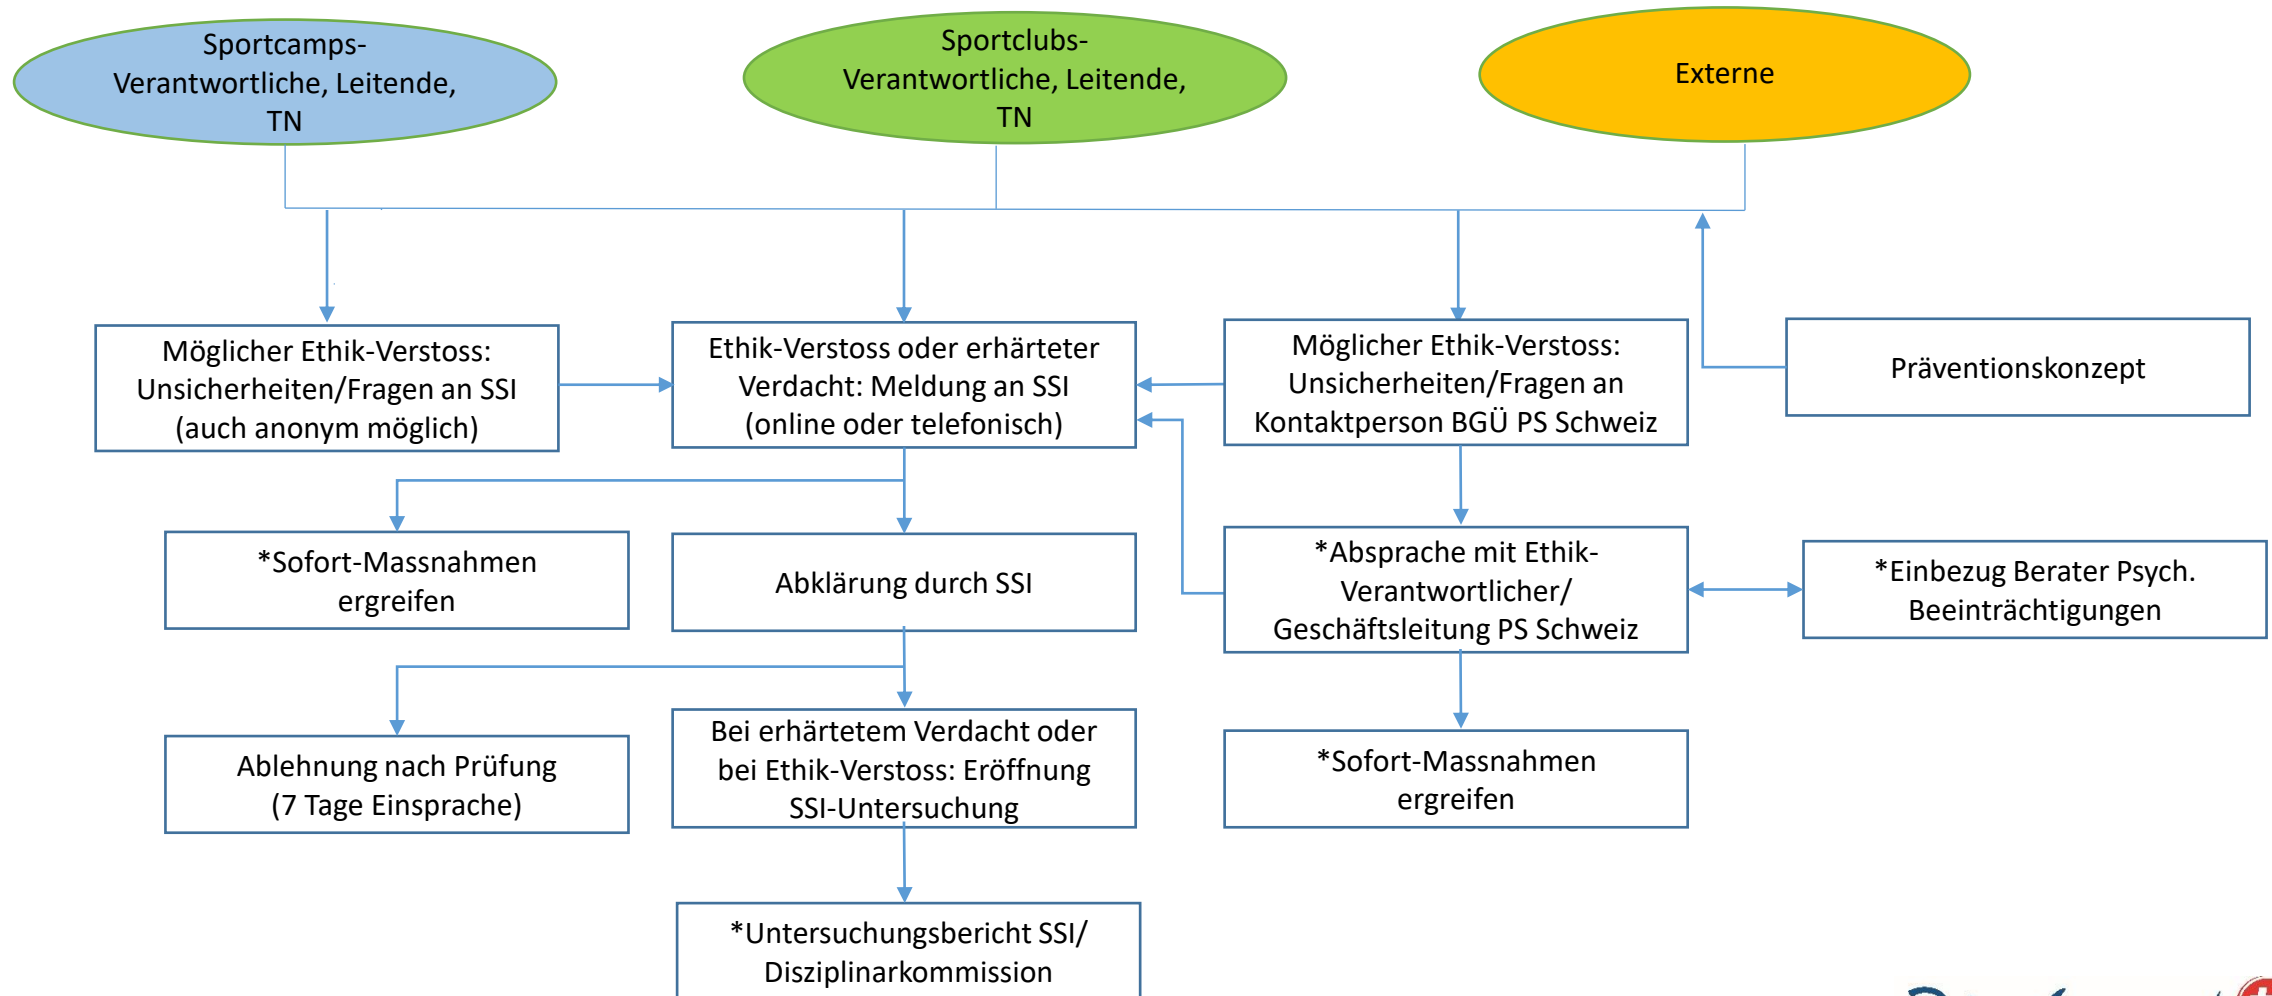 Sportcamps-
Verantwortliche, Leitende,
TN
Sportclubs-
Verantwortliche, Leitende,
TN
Externe
Möglicher Ethik-Verstoss:
Unsicherheiten/Fragen an SSI
(auch anonym möglich)
Ethik-Verstoss oder erhärteter
Verdacht: Meldung an SSI
(online oder telefonisch)
Möglicher Ethik-Verstoss:
Unsicherheiten/Fragen an
Kontaktperson BGÜ PS Schweiz
Präventionskonzept
*Sofort-Massnahmen
ergreifen
Abklärung durch SSI
*Absprache mit Ethik-
Verantwortlicher/
Geschäftsleitung PS Schweiz
*Einbezug Berater Psych.
Beeinträchtigungen
Ablehnung nach Prüfung
(7 Tage Einsprache)
Bei erhärtetem Verdacht oder
bei Ethik-Verstoss: Eröffnung
SSI-Untersuchung
*Sofort-Massnahmen
ergreifen
*Untersuchungsbericht SSI/
Disziplinarkommission